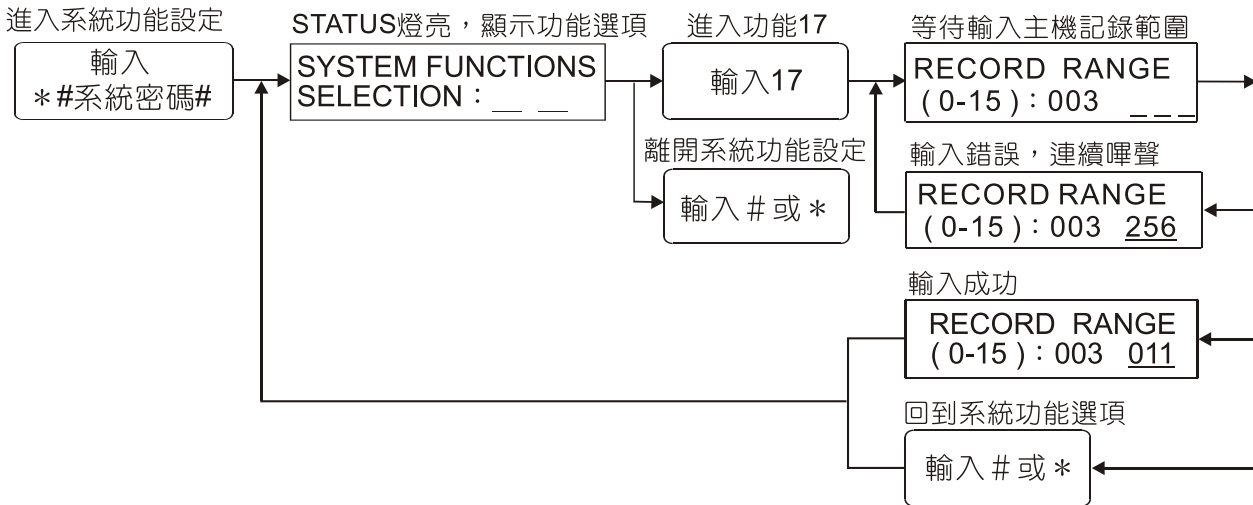 進入系統功能設定
輸入
*#系統密碼#
STATUS燈亮，顯示功能選項
SYSTEM FUNCTIONS
SELECTION：_ _
進入功能17
輸入17
離開系統功能設定
輸入＃或*
等待輸入主機記錄範圍
RECORD RANGE
(0-15)：003 _ _ _
輸入錯誤，連續嗶聲
RECORD RANGE
(0-15)：003 256
輸入成功
RECORD RANGE
(0-15)：003 011
回到系統功能選項
輸入＃或*